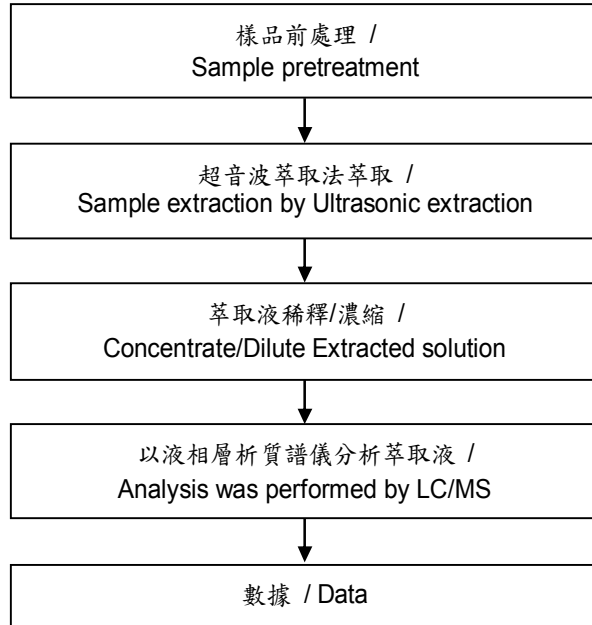 樣品前處理 /
Sample pretreatment
超音波萃取法萃取 /
Sample extraction by Ultrasonic extraction
萃取液稀釋/濃縮 /
Concentrate/Dilute Extracted solution
以液相層析質譜儀分析萃取液 /
Analysis was performed by LC/MS
數據 / Data